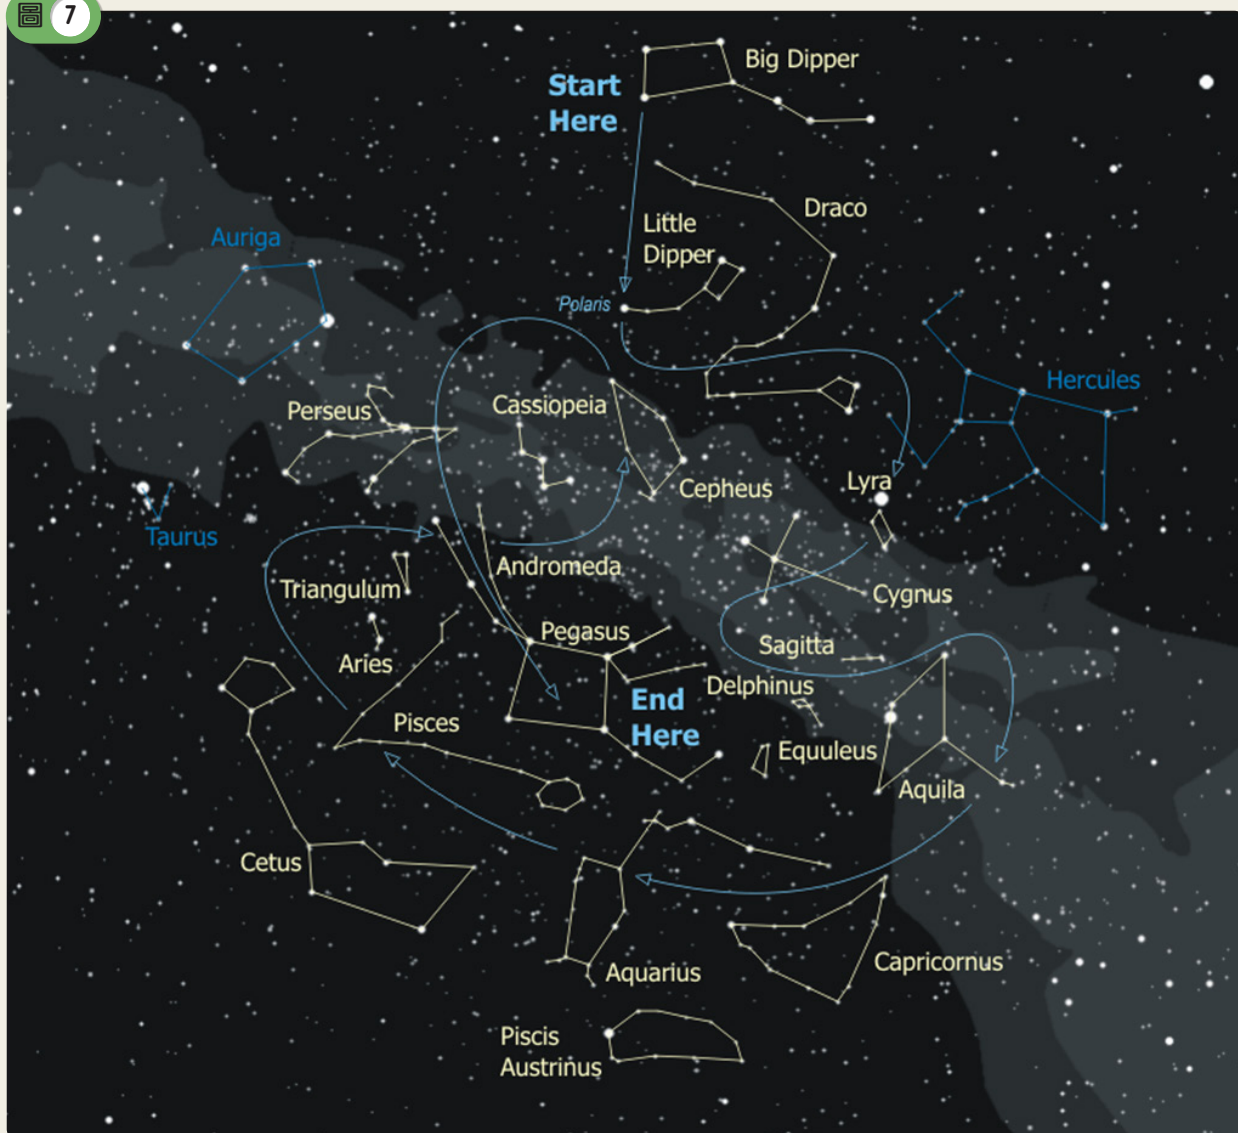 圖 7
Big Dipper
Start
Here
Draco
Little
Dipper
Auriga
Polaris
Hercules
Perseus
Cassiopeia
Lyra
Cepheus
Taurus
Andromeda
Triangulum
Cygnus
Pegasus
Sagitta
Aries
Delphinus
End
Here
Pisces
Equuleus
Aquila
Cetus
Aquarius
Capricornus
Piscis
Austrinus